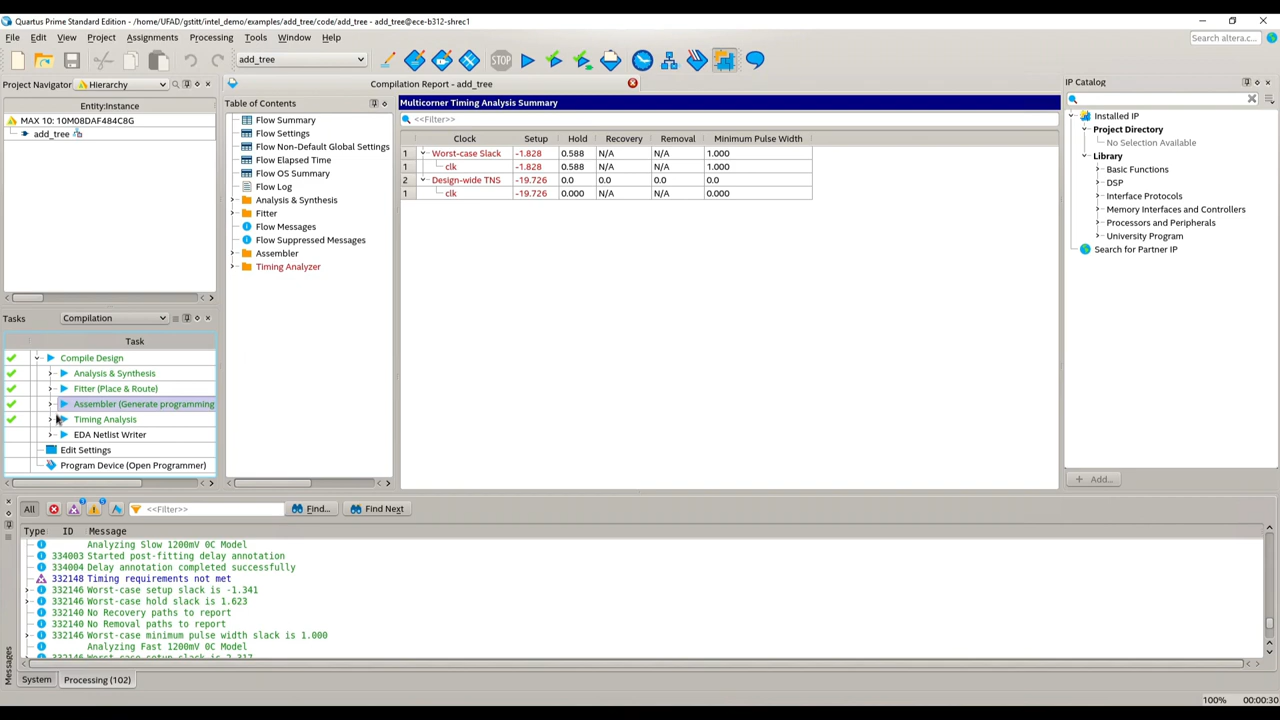 Quartus Prime Standard Edition - /home/UFAD/gstitt/intel_demo/examples/add_tree/code/add_tree - add_tree@ece-b312-shrec1
File Edit View Project Assignments Processing Tools Window Help
Search altera.c...
add_tree
Project Navigator Hierarchy
Entity:Instance
MAX 10: 10M08DAF484C8G
add_tree
Tasks Compilation
Task
Compile Design
Analysis & Synthesis
Fitter (Place & Route)
Assembler (Generate programming
Timing Analysis
EDA Netlist Writer
Edit Settings
Program Device (Open Programmer)
Compilation Report - add_tree
Table of Contents
Flow Summary
Flow Settings
Flow Non-Default Global Settings
Flow Elapsed Time
Flow OS Summary
Flow Log
Analysis & Synthesis
Fitter
Flow Messages
Flow Suppressed Messages
Assembler
Timing Analyzer
Multicorner Timing Analysis Summary
<<Filter>>
Clock Setup Hold Recovery Removal Minimum Pulse Width
1 Worst-case Slack -1.828 0.588 N/A N/A 1.000
1 clk -1.828 0.588 N/A N/A 1.000
2 Design-wide TNS -19.726 0.0 0.0 0.0 0.0
1 clk -19.726 0.000 N/A N/A 0.000
IP Catalog
Installed IP
Project Directory
No Selection Available
Library
Basic Functions
DSP
Interface Protocols
Memory Interfaces and Controllers
Processors and Peripherals
University Program
Search for Partner IP
+ Add...
All <<Filter>> Find... Find Next
Type ID Message
Analyzing Slow 1200mV 0C Model
334003 Started post-fitting delay annotation
334004 Delay annotation completed successfully
332148 Timing requirements not met
332146 Worst-case setup slack is -1.341
332146 Worst-case hold slack is 1.623
332140 No Recovery paths to report
332140 No Removal paths to report
332146 Worst-case minimum pulse width slack is 1.000
Analyzing Fast 1200mV 0C Model
332146 Worst-case setup slack is 2.317
Messages
System Processing (102)
100% 00:00:30